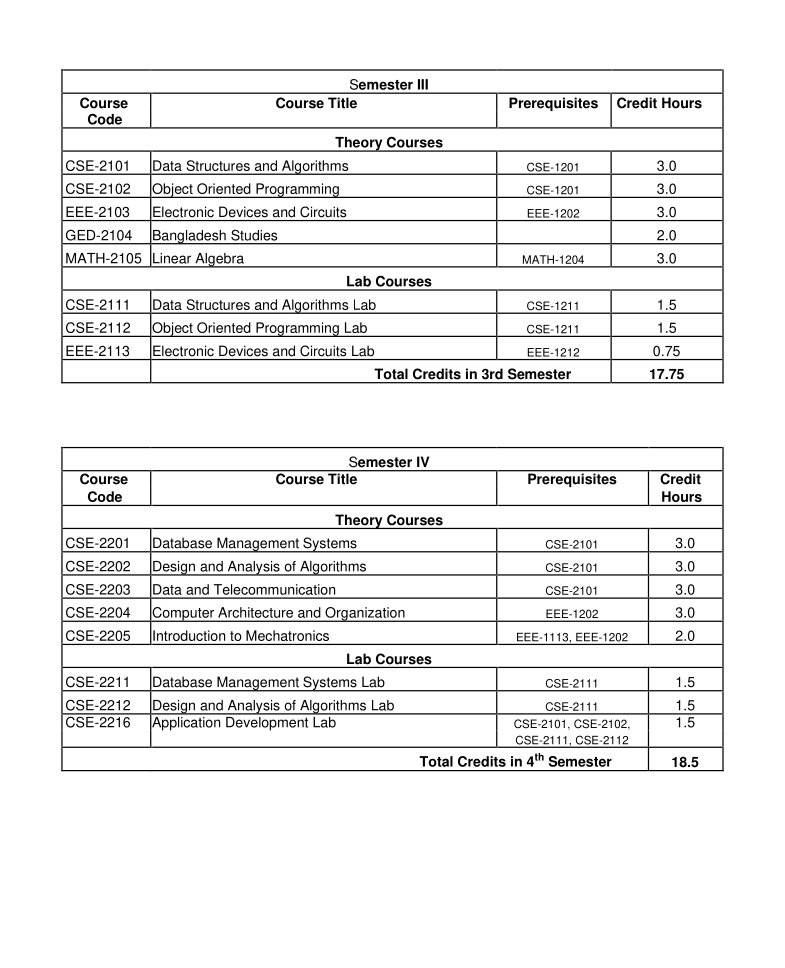 Semester III
Course Code Course Title Prerequisites Credit Hours
Theory Courses
CSE-2101 Data Structures and Algorithms CSE-1201 3.0
CSE-2102 Object Oriented Programming CSE-1201 3.0
EEE-2103 Electronic Devices and Circuits EEE-1202 3.0
GED-2104 Bangladesh Studies 2.0
MATH-2105 Linear Algebra MATH-1204 3.0
Lab Courses
CSE-2111 Data Structures and Algorithms Lab CSE-1211 1.5
CSE-2112 Object Oriented Programming Lab CSE-1211 1.5
EEE-2113 Electronic Devices and Circuits Lab EEE-1212 0.75
Total Credits in 3rd Semester 17.75
Semester IV
Course Code Course Title Prerequisites Credit Hours
Theory Courses
CSE-2201 Database Management Systems CSE-2101 3.0
CSE-2202 Design and Analysis of Algorithms CSE-2101 3.0
CSE-2203 Data and Telecommunication CSE-2101 3.0
CSE-2204 Computer Architecture and Organization EEE-1202 3.0
CSE-2205 Introduction to Mechatronics EEE-1113, EEE-1202 2.0
Lab Courses
CSE-2211 Database Management Systems Lab CSE-2111 1.5
CSE-2212 Design and Analysis of Algorithms Lab CSE-2111 1.5
CSE-2216 Application Development Lab CSE-2101, CSE-2102, CSE-2111, CSE-2112 1.5
Total Credits in 4th Semester 18.5